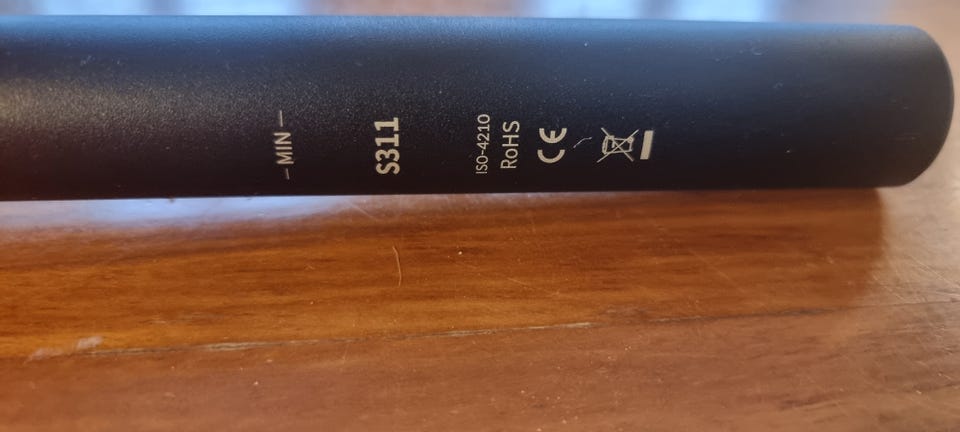 – MIN –
S311
ISO-4210
RoHS
CE